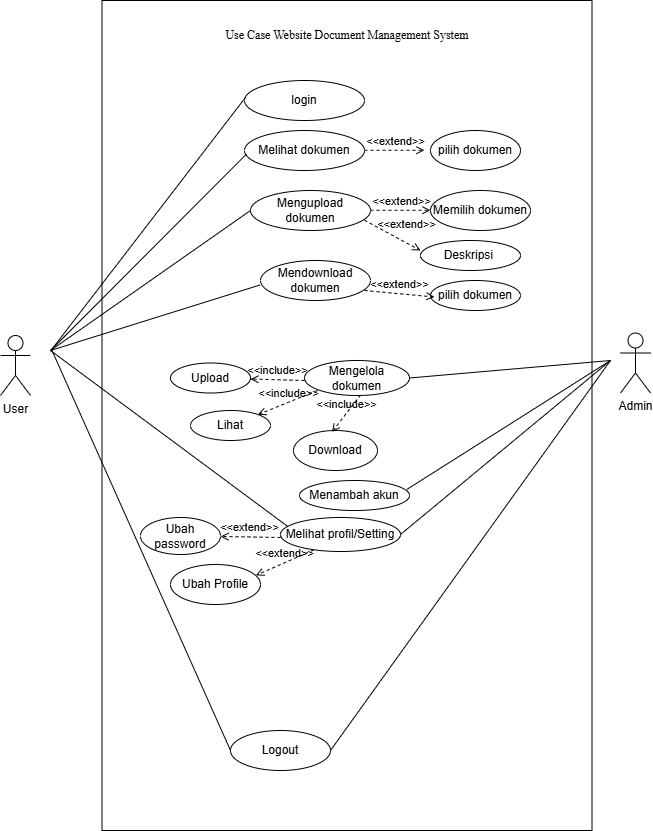 Use Case Website Document Management System
login
Melihat dokumen
<<extend>>
pilih dokumen
Mengupload
dokumen
<<extend>>
Memilih dokumen
<<extend>>
Deskripsi
Mendownload
dokumen
<<extend>>
pilih dokumen
User
Admin
Mengelola
dokumen
<<include>>
Upload
<<include>>
Lihat
<<include>>
Download
Menambah akun
Melihat profil/Setting
<<extend>>
Ubah
password
<<extend>>
Ubah Profile
Logout